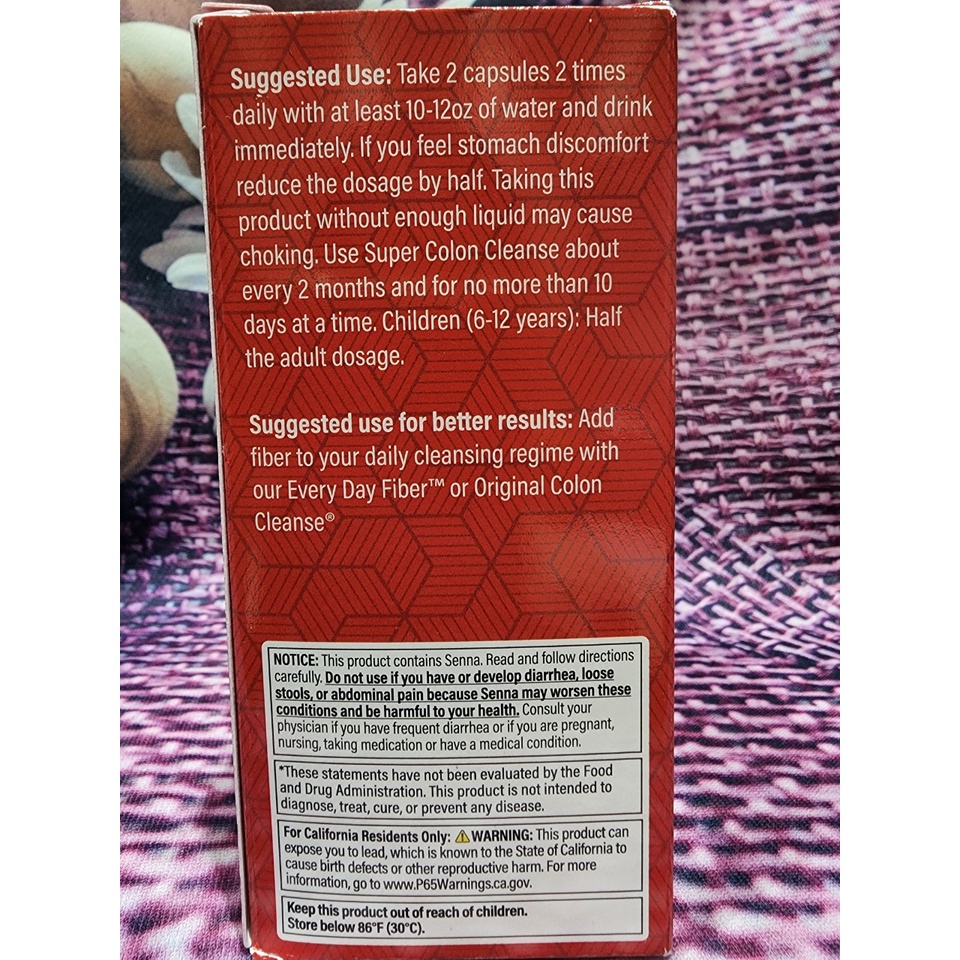 Suggested Use: Take 2 capsules 2 times
daily with at least 10-12oz of water and drink
immediately. If you feel stomach discomfort
reduce the dosage by half. Taking this
product without enough liquid may cause
choking. Use Super Colon Cleanse about
every 2 months and for no more than 10
days at a time. Children (6-12 years): Half
the adult dosage.
Suggested use for better results: Add
fiber to your daily cleansing regime with
our Every Day Fiber™ or Original Colon
Cleanse®
NOTICE: This product contains Senna. Read and follow directions
carefully. Do not use if you have or develop diarrhea, loose
stools, or abdominal pain because Senna may worsen these
conditions and be harmful to your health. Consult your
physician if you have frequent diarrhea or if you are pregnant,
nursing, taking medication or have a medical condition.
*These statements have not been evaluated by the Food
and Drug Administration. This product is not intended to
diagnose, treat, cure, or prevent any disease.
For California Residents Only: ⚠WARNING: This product can
expose you to lead, which is known to the State of California to
cause birth defects or other reproductive harm. For more
information, go to www.P65Warnings.ca.gov.
Keep this product out of reach of children.
Store below 86°F (30°C).